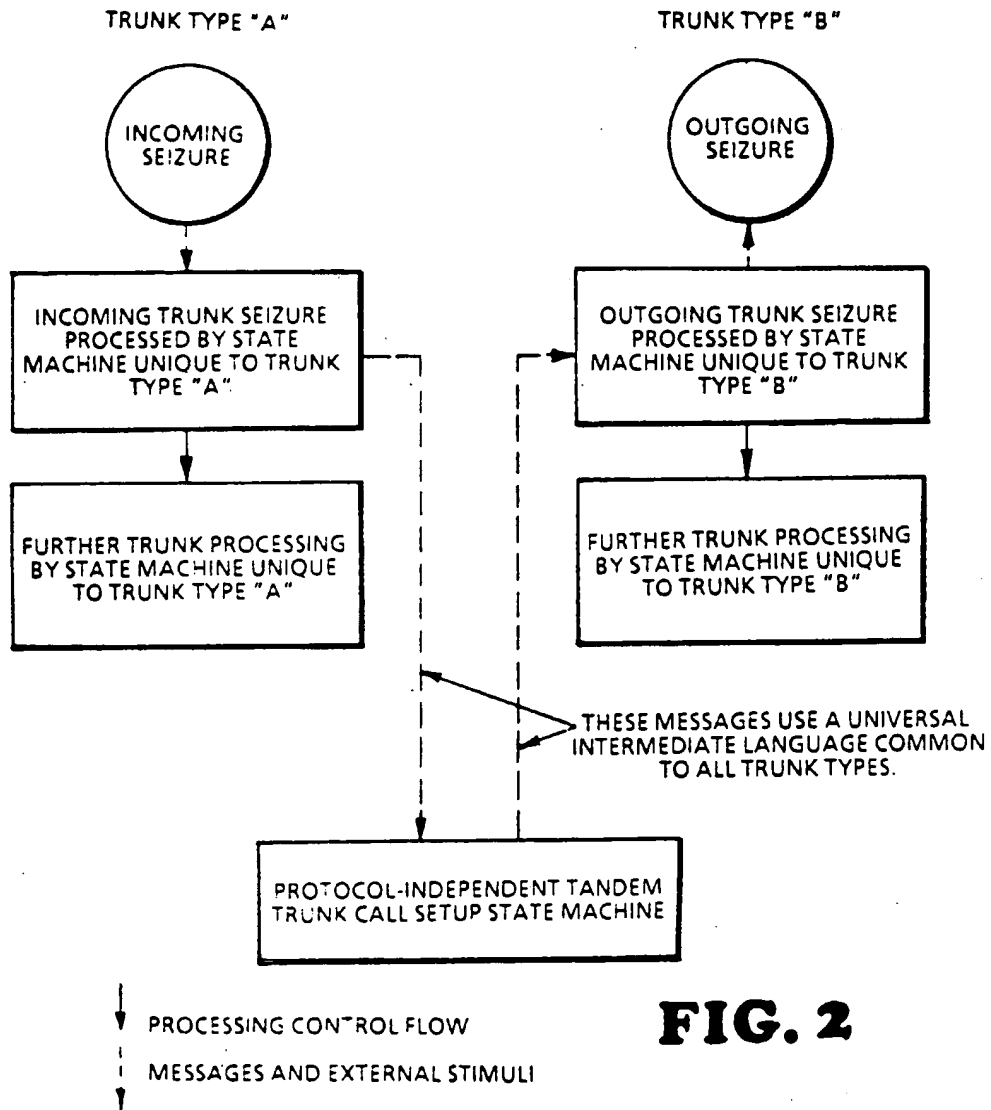 TRUNK TYPE "A"
TRUNK TYPE "B"
INCOMING
SEIZURE
OUTGOING
SEIZURE
INCOMING TRUNK SEIZURE
PROCESSED BY STATE
MACHINE UNIQUE TO TRUNK
TYPE "A".
OUTGOING TRUNK SEIZURE
PROCESSED BY STATE
MACHINE UNIQUE TO TRUNK
TYPE "B"
FURTHER TRUNK PROCESSING
BY STATE MACHINE UNIQUE
TO TRUNK TYPE "A"
FURTHER TRUNK PROCESSING
BY STATE MACHINE UNIQUE
TO TRUNK TYPE "B"
THESE MESSAGES USE A UNIVERSAL
INTERMEDIATE LANGUAGE COMMON
TO ALL TRUNK TYPES.
PROTOCOL-INDEPENDENT TANDEM
TRUNK CALL SETUP STATE MACHINE
PROCESSING CONTROL FLOW
MESSAGES AND EXTERNAL STIMULI
FIG. 2